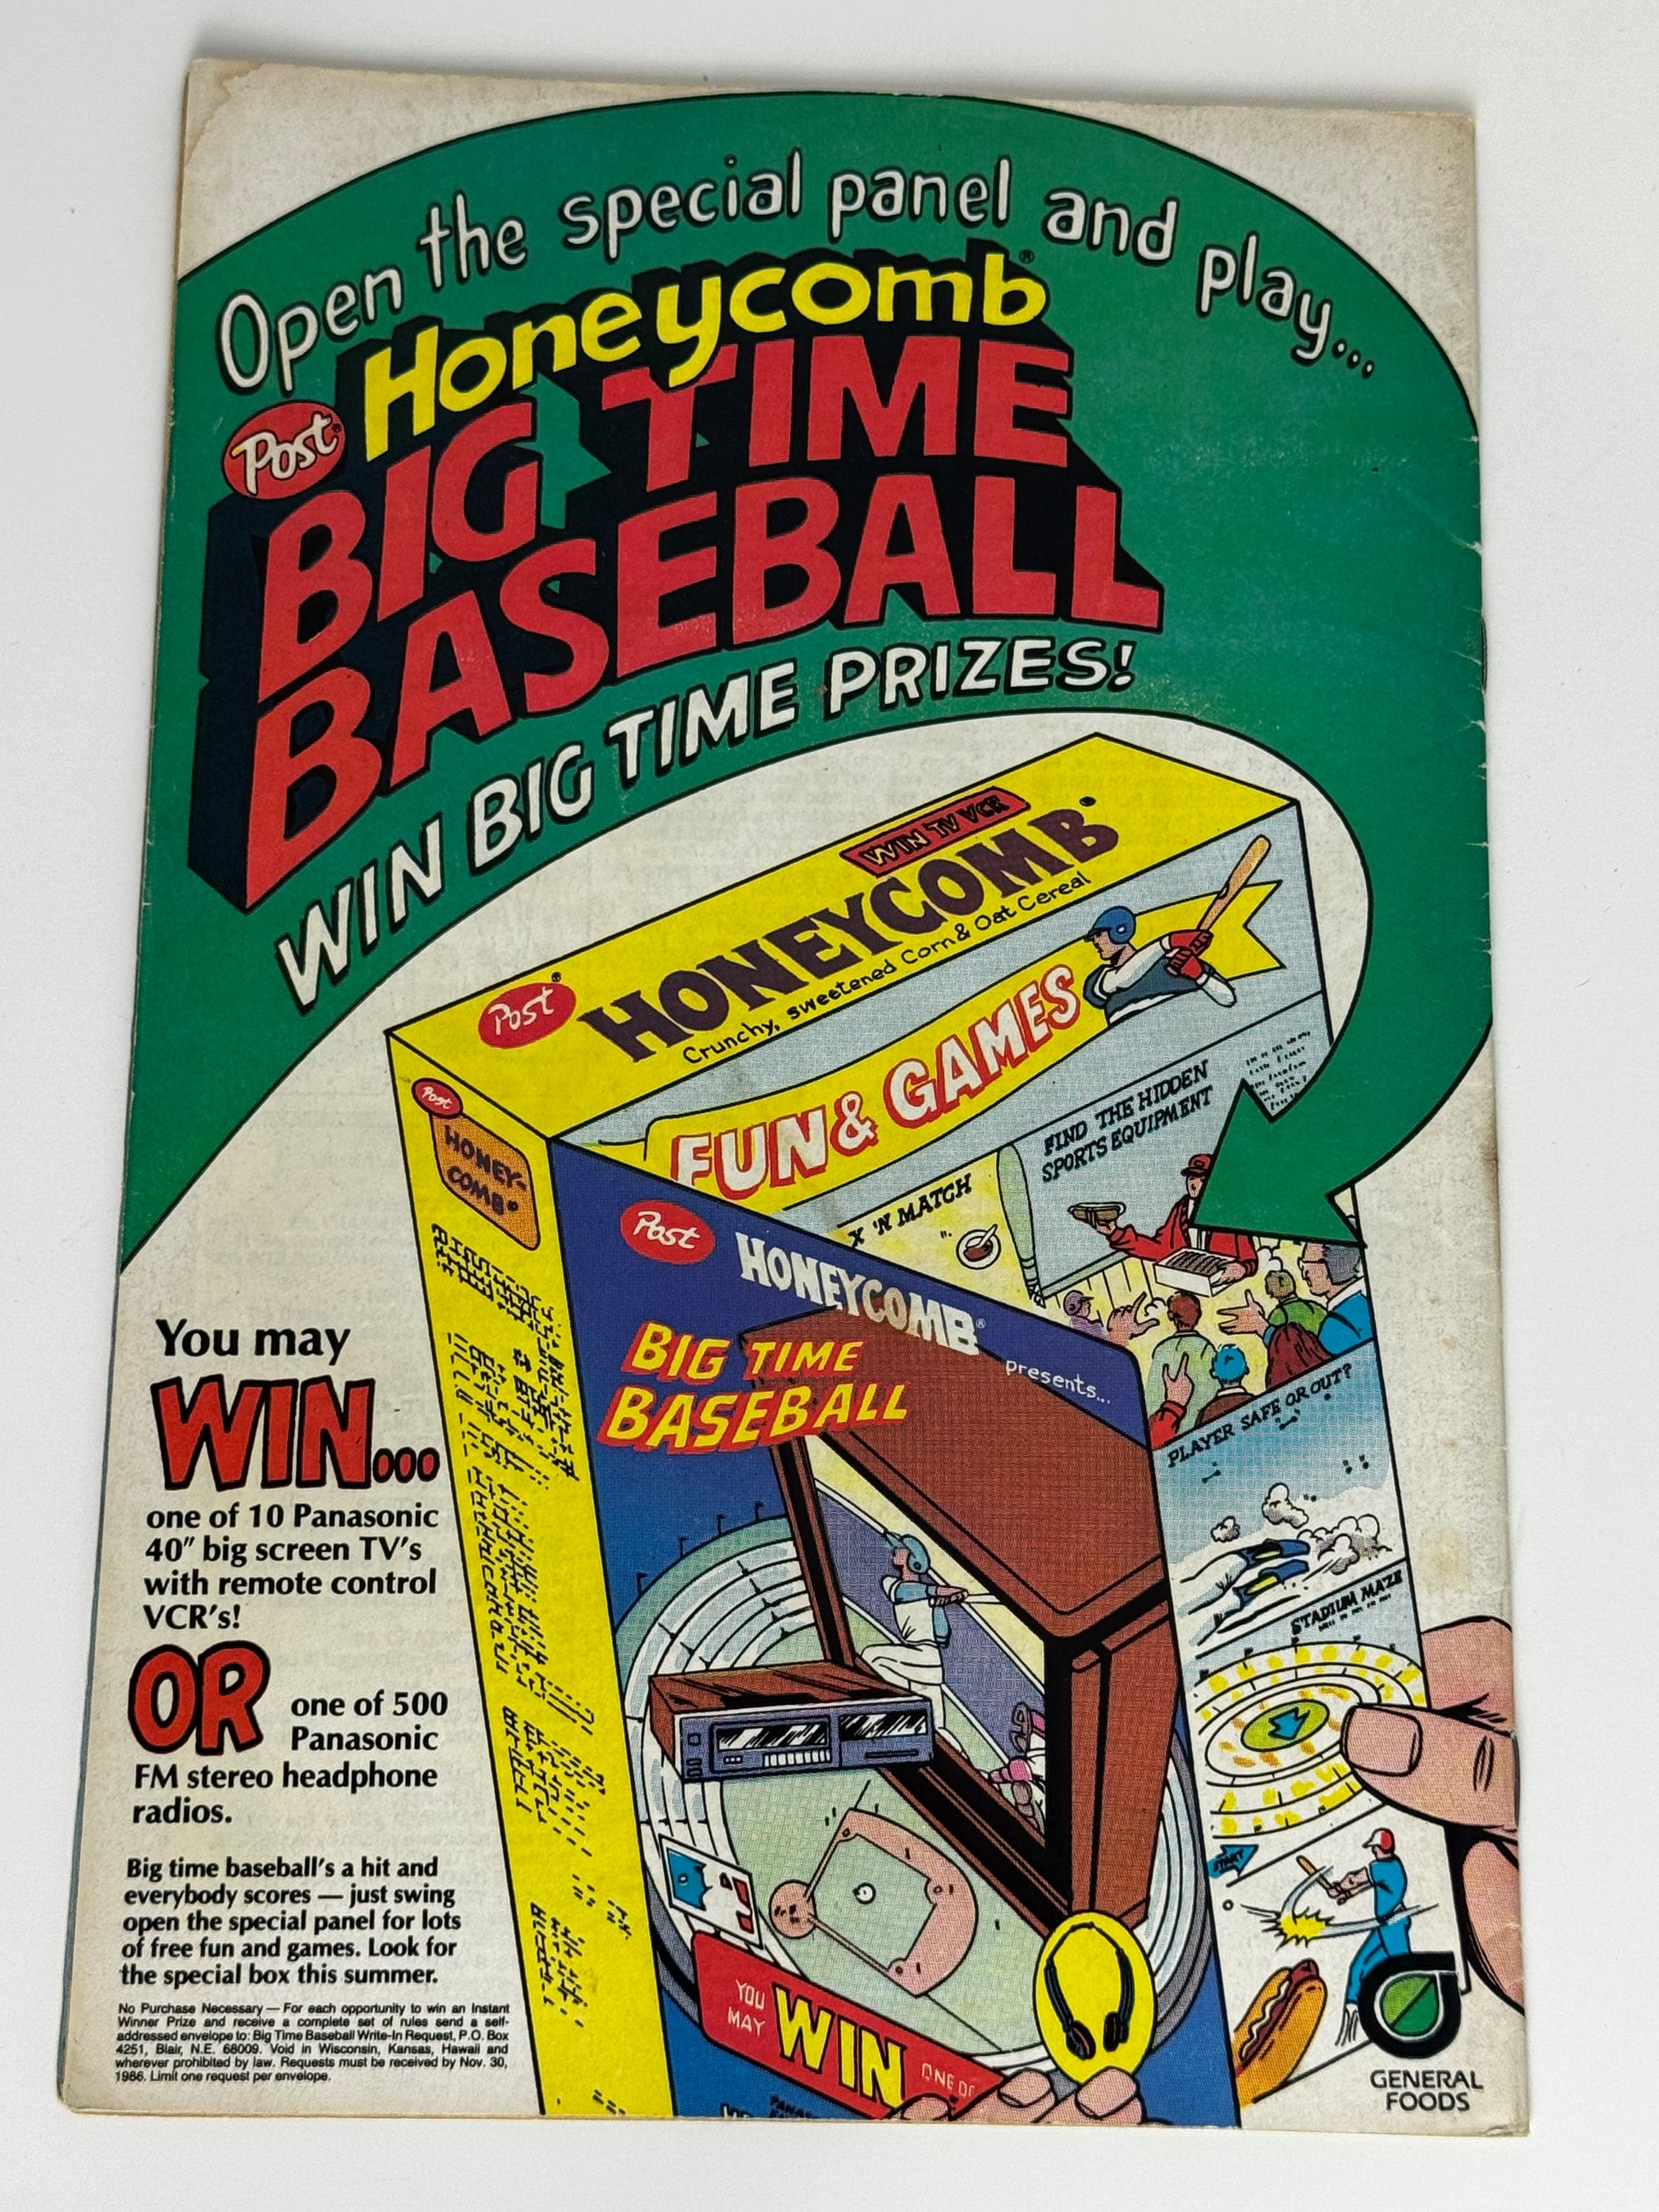 Open the special panel and play...
Post® Honeycomb®
BIG TIME
BASEBALL
WIN BIG TIME PRIZES!
WIN TV VCR
Post® HONEYCOMB®
Crunchy, sweetened Corn & Oat Cereal
FUN & GAMES
FIND THE HIDDEN
SPORTS EQUIPMENT
X 'N MATCH
Post
HONEY-
COMB®
Post HONEYCOMB®
presents...
BIG TIME
BASEBALL
PLAYER SAFE OR OUT?
STADIUM MAZE
START
YOU
MAY
WIN
ONE OF
You may
WIN...
one of 10 Panasonic
40" big screen TV's
with remote control
VCR's!
OR one of 500
Panasonic
FM stereo headphone
radios.
Big time baseball's a hit and
everybody scores — just swing
open the special panel for lots
of free fun and games. Look for
the special box this summer.
No Purchase Necessary — For each opportunity to win an Instant
Winner Prize and receive a complete set of rules send a self-
addressed envelope to: Big Time Baseball Write-In Request, P.O. Box
4251, Blair, N.E. 68009. Void in Wisconsin, Kansas, Hawaii and
wherever prohibited by law. Requests must be received by Nov. 30,
1986. Limit one request per envelope.
GENERAL
FOODS